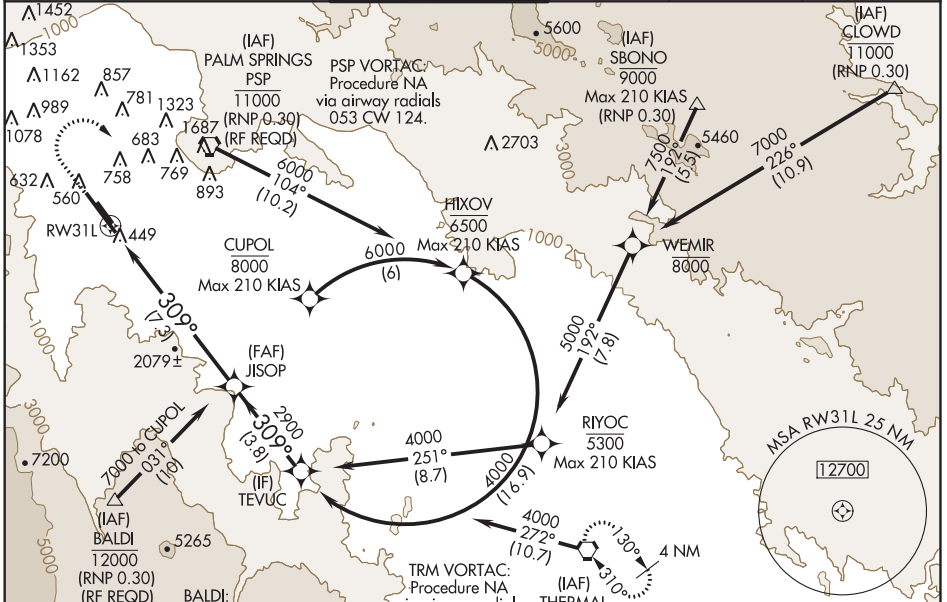 1452
1353
1162
857
989
781
1323
1078
683
1687
632
560
758
769
893
RW31L
449
(IAF)
PALM SPRINGS
PSP
11000
(RNP 0.30)
(RF REQD)
PSP VORTAC:
Procedure NA
via airway radials
053 CW 124.
5600
(IAF)
SBONO
9000
Max 210 KIAS
(RNP 0.30)
(IAF)
CLOWD
11000
(RNP 0.30)
2703
5460
7500
192°
(5.5)
7000
226°
(10.9)
6000
104°
(10.2)
HIXOV
6500
Max 210 KIAS
CUPOL
8000
Max 210 KIAS
6000
(6)
WEMIR
8000
5000
192°
(7.8)
309°
(7.3)
2079±
(FAF)
JISOP
2900
309°
(3.8)
(IF)
TEVUC
4000
251°
(8.7)
RIYOC
5300
Max 210 KIAS
4000
(16.9)
7000 to CUPOL
031°
(10)
7200
(IAF)
BALDI
12000
(RNP 0.30)
(RF REQD)
5265
BALDI:
4000
272°
(10.7)
130°
310°
4 NM
TRM VORTAC:
Procedure NA
(IAF)
THERMAL
MSA RW31L 25 NM
12700
1000
1000
1000
1000
3000
3000
5000
5000